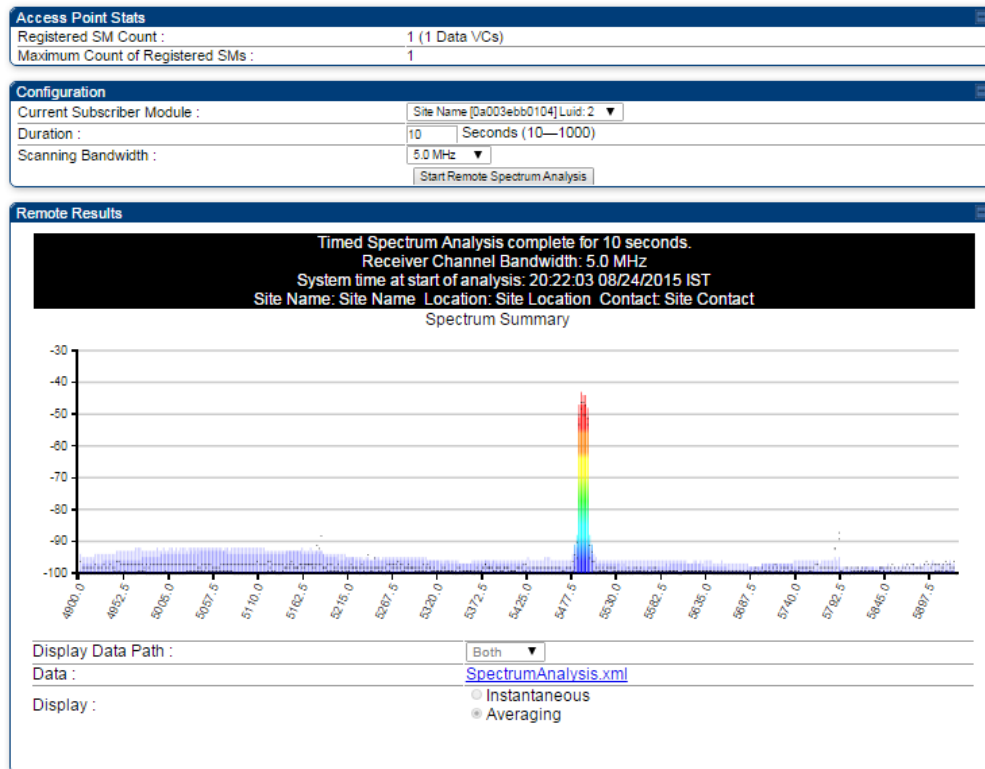 Access Point Stats
Registered SM Count : 1 (1 Data VCs)
Maximum Count of Registered SMs : 1
Configuration
Current Subscriber Module : Site Name [0a003ebb0104] Luid: 2 ▼
Duration : 10 Seconds (10—1000)
Scanning Bandwidth : 5.0 MHz ▼
Start Remote Spectrum Analysis
Remote Results
Timed Spectrum Analysis complete for 10 seconds.
Receiver Channel Bandwidth: 5.0 MHz
System time at start of analysis: 20:22:03 08/24/2015 IST
Site Name: Site Name Location: Site Location Contact: Site Contact
Spectrum Summary
-30
-40
-50
-60
-70
-80
-90
-100
4900.0 4952.5 5005.0 5057.5 5110.0 5162.5 5215.0 5267.5 5320.0 5372.5 5425.0 5477.5 5530.0 5582.5 5635.0 5687.5 5740.0 5792.5 5845.0 5897.5
Display Data Path : Both ▼
Data : SpectrumAnalysis.xml
Display : Instantaneous
Averaging